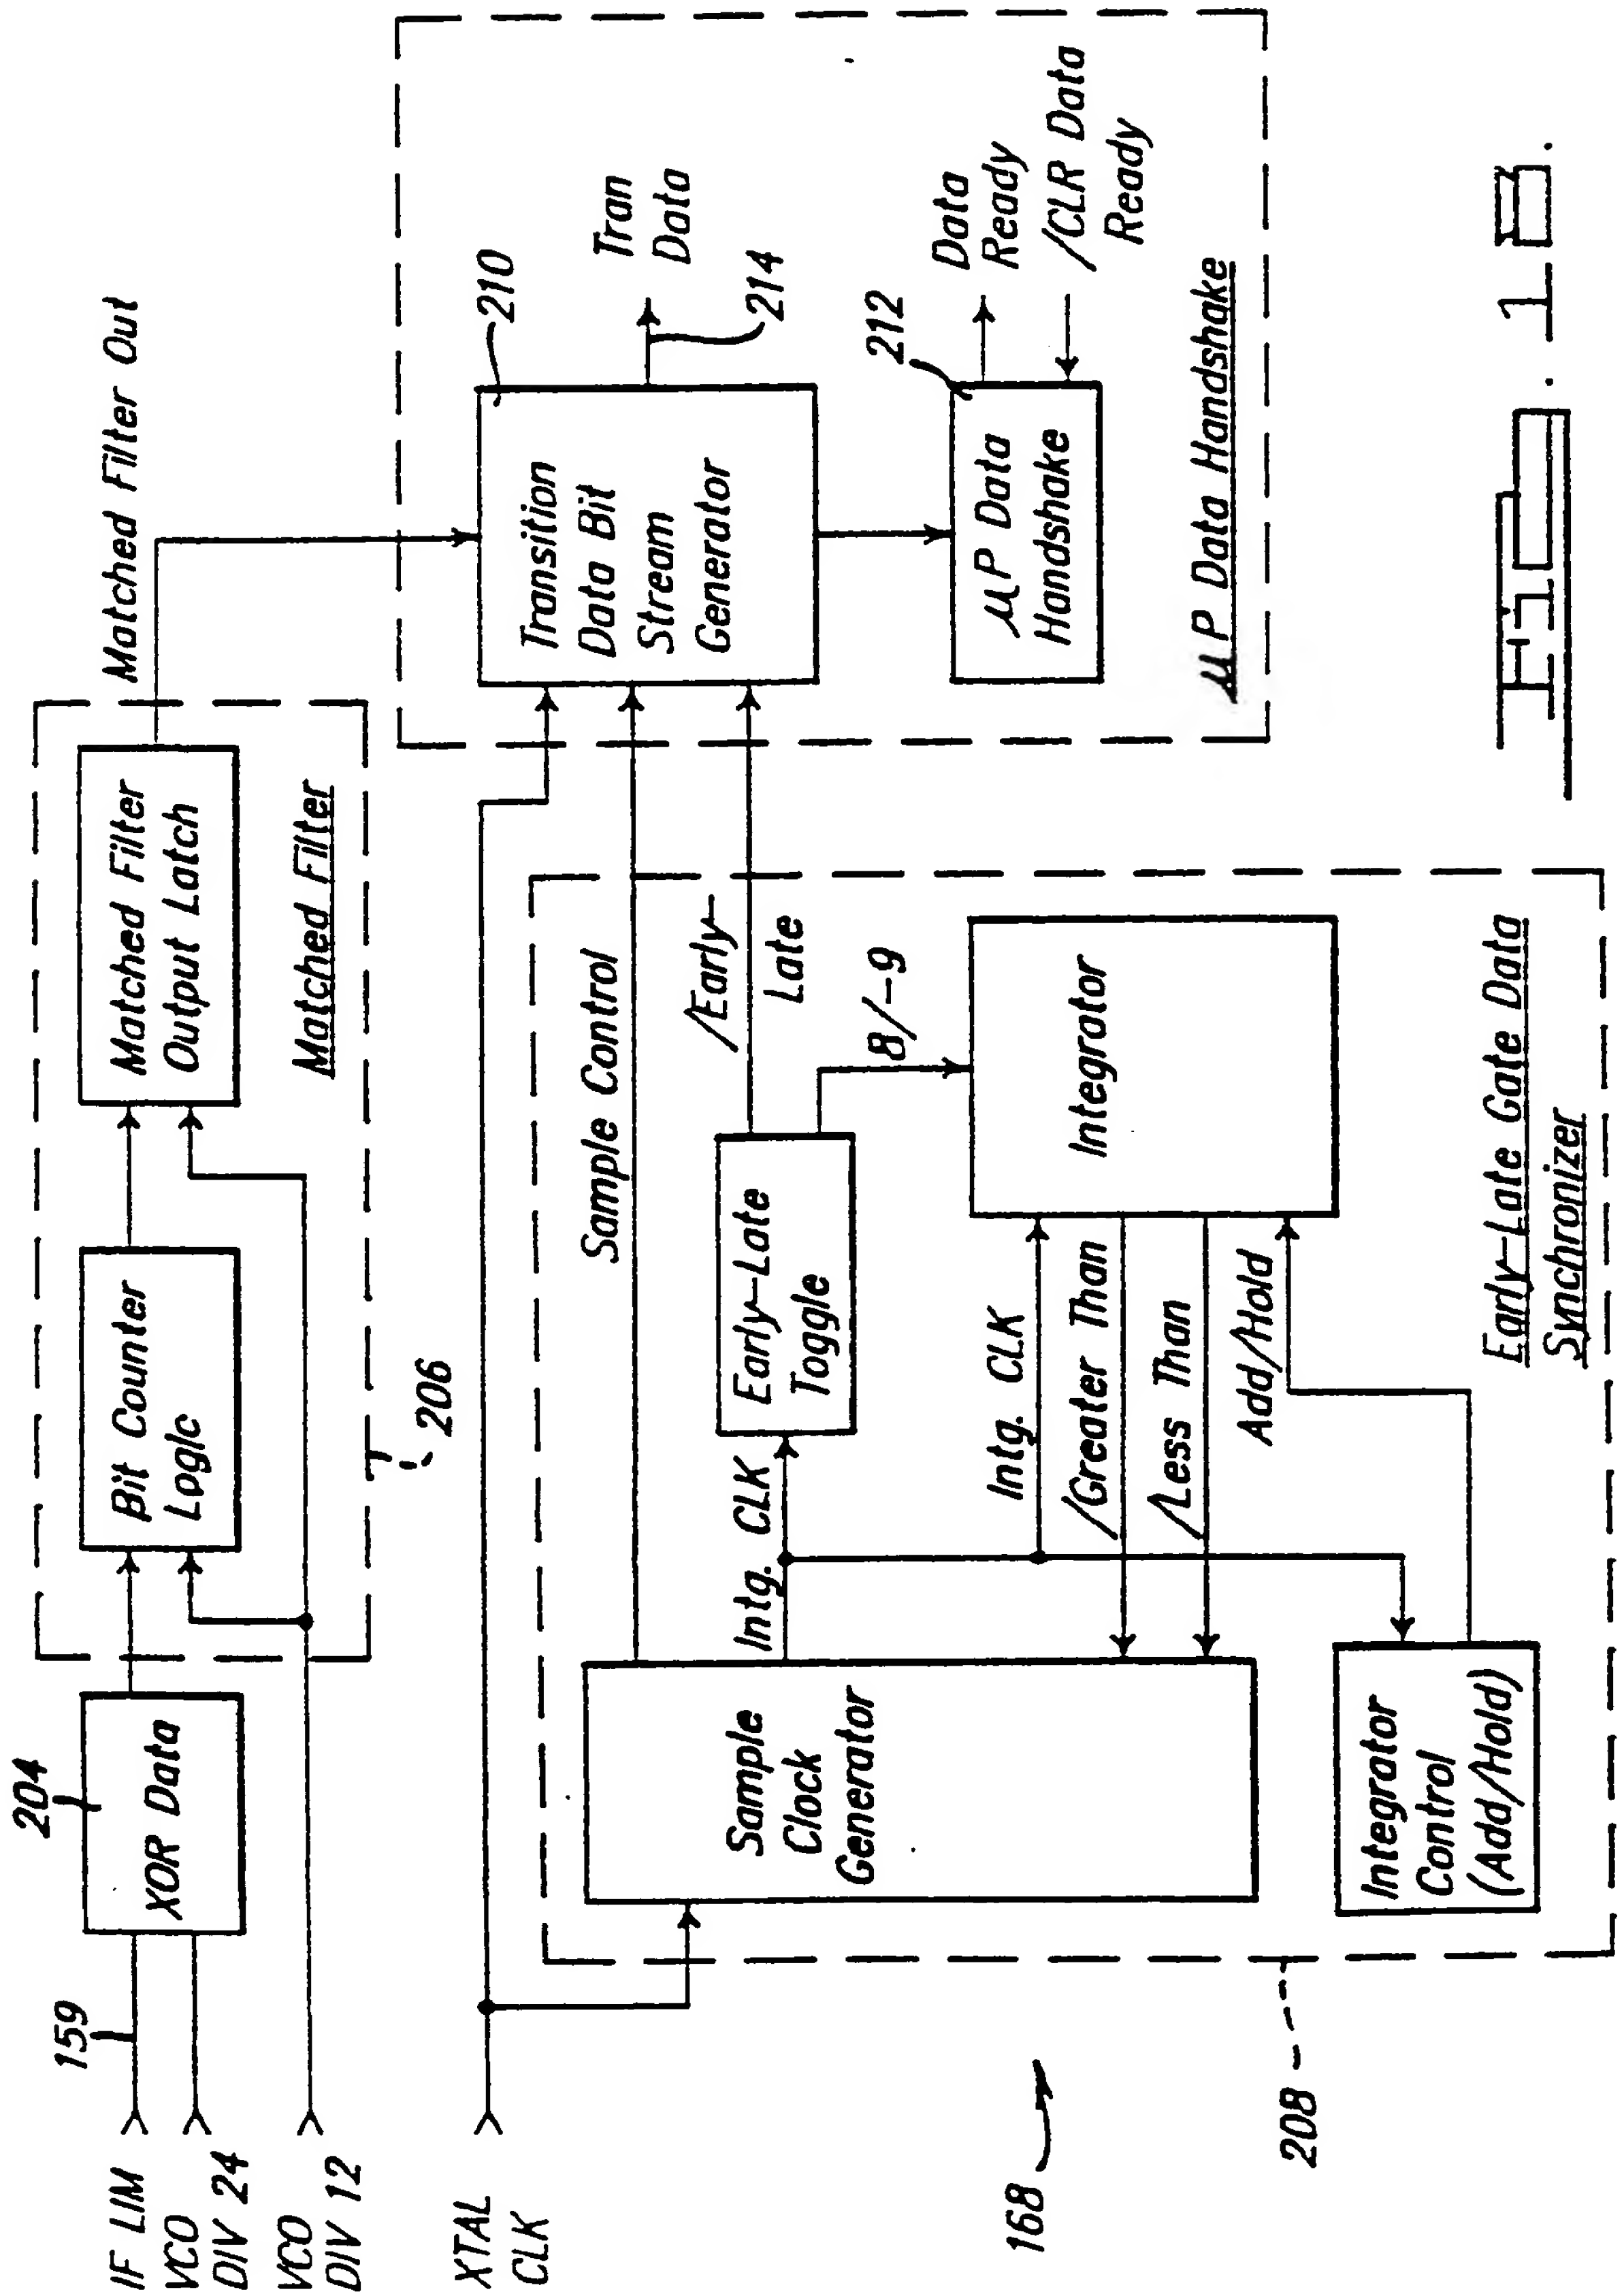 IF LIM
VCO
DIV 24
VCO
DIV 12
XTAL
CLK
159
204
XOR Data
Bit Counter
Logic
Matched Filter
Output Latch
Matched Filter
206
Matched Filter Out
Sample Control
Sample
Clock
Generator
Intg. CLK
Early-Late
Toggle
/Early-
Late
8/-9
Intg. CLK
/Greater Than
/Less Than
Add/Hold
Integrator
Integrator
Control
(Add/Hold)
Early-Late Gate Data
Synchronizer
168
208
Transition
Data Bit
Stream
Generator
210
Tran
Data
214
212
μP Data
Handshake
Data
Ready
/CLR Data
Ready
μP Data Handshake
Fig. 18.